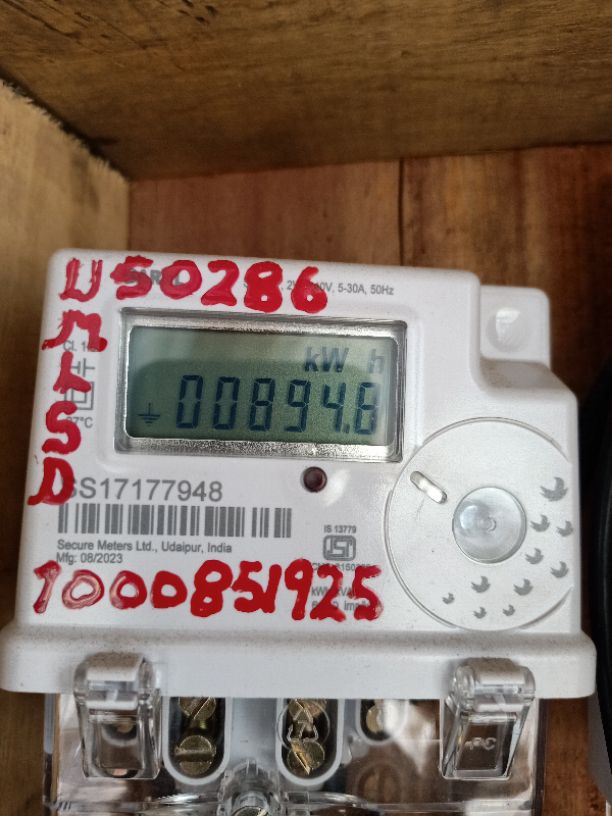 U50286
5-30A, 50Hz
M
L
S
D
kW h
00894.6
SS17177948
IS 13779
ISI
Secure Meters Ltd., Udaipur, India
Mfg: 08/2023
1000851925